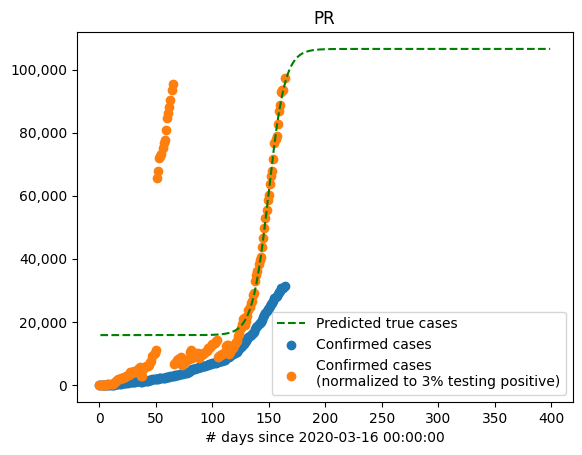 PR
100,000
80,000
60,000
40,000
20,000
0
Predicted true cases
Confirmed cases
Confirmed cases
(normalized to 3% testing positive)
0 50 100 150 200 250 300 350 400
# days since 2020-03-16 00:00:00